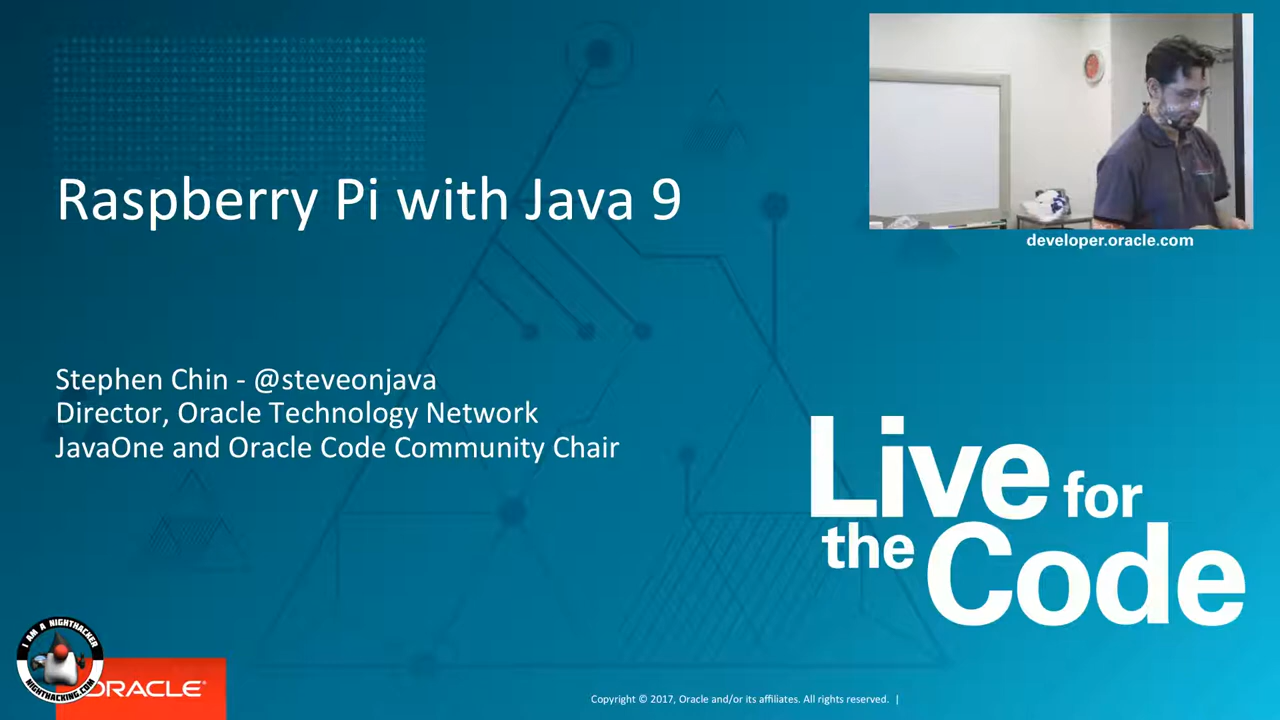 Raspberry Pi with Java 9
developer.oracle.com
Stephen Chin - @steveonjava
Director, Oracle Technology Network
JavaOne and Oracle Code Community Chair
Live for
the Code
I AM A NIGHTHACKER
NIGHTHACKING.COM
ORACLE®
Copyright © 2017, Oracle and/or its affiliates. All rights reserved. |